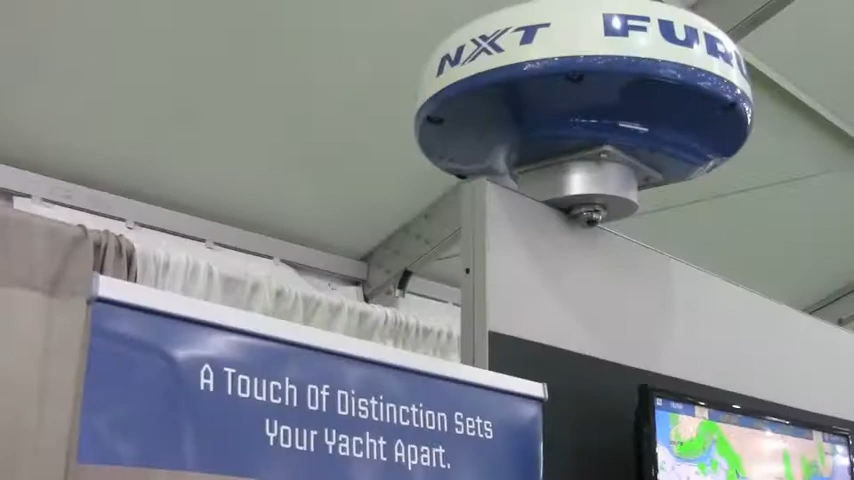 NXT FURU
A Touch Of Distinction Sets
Your Yacht Apart.